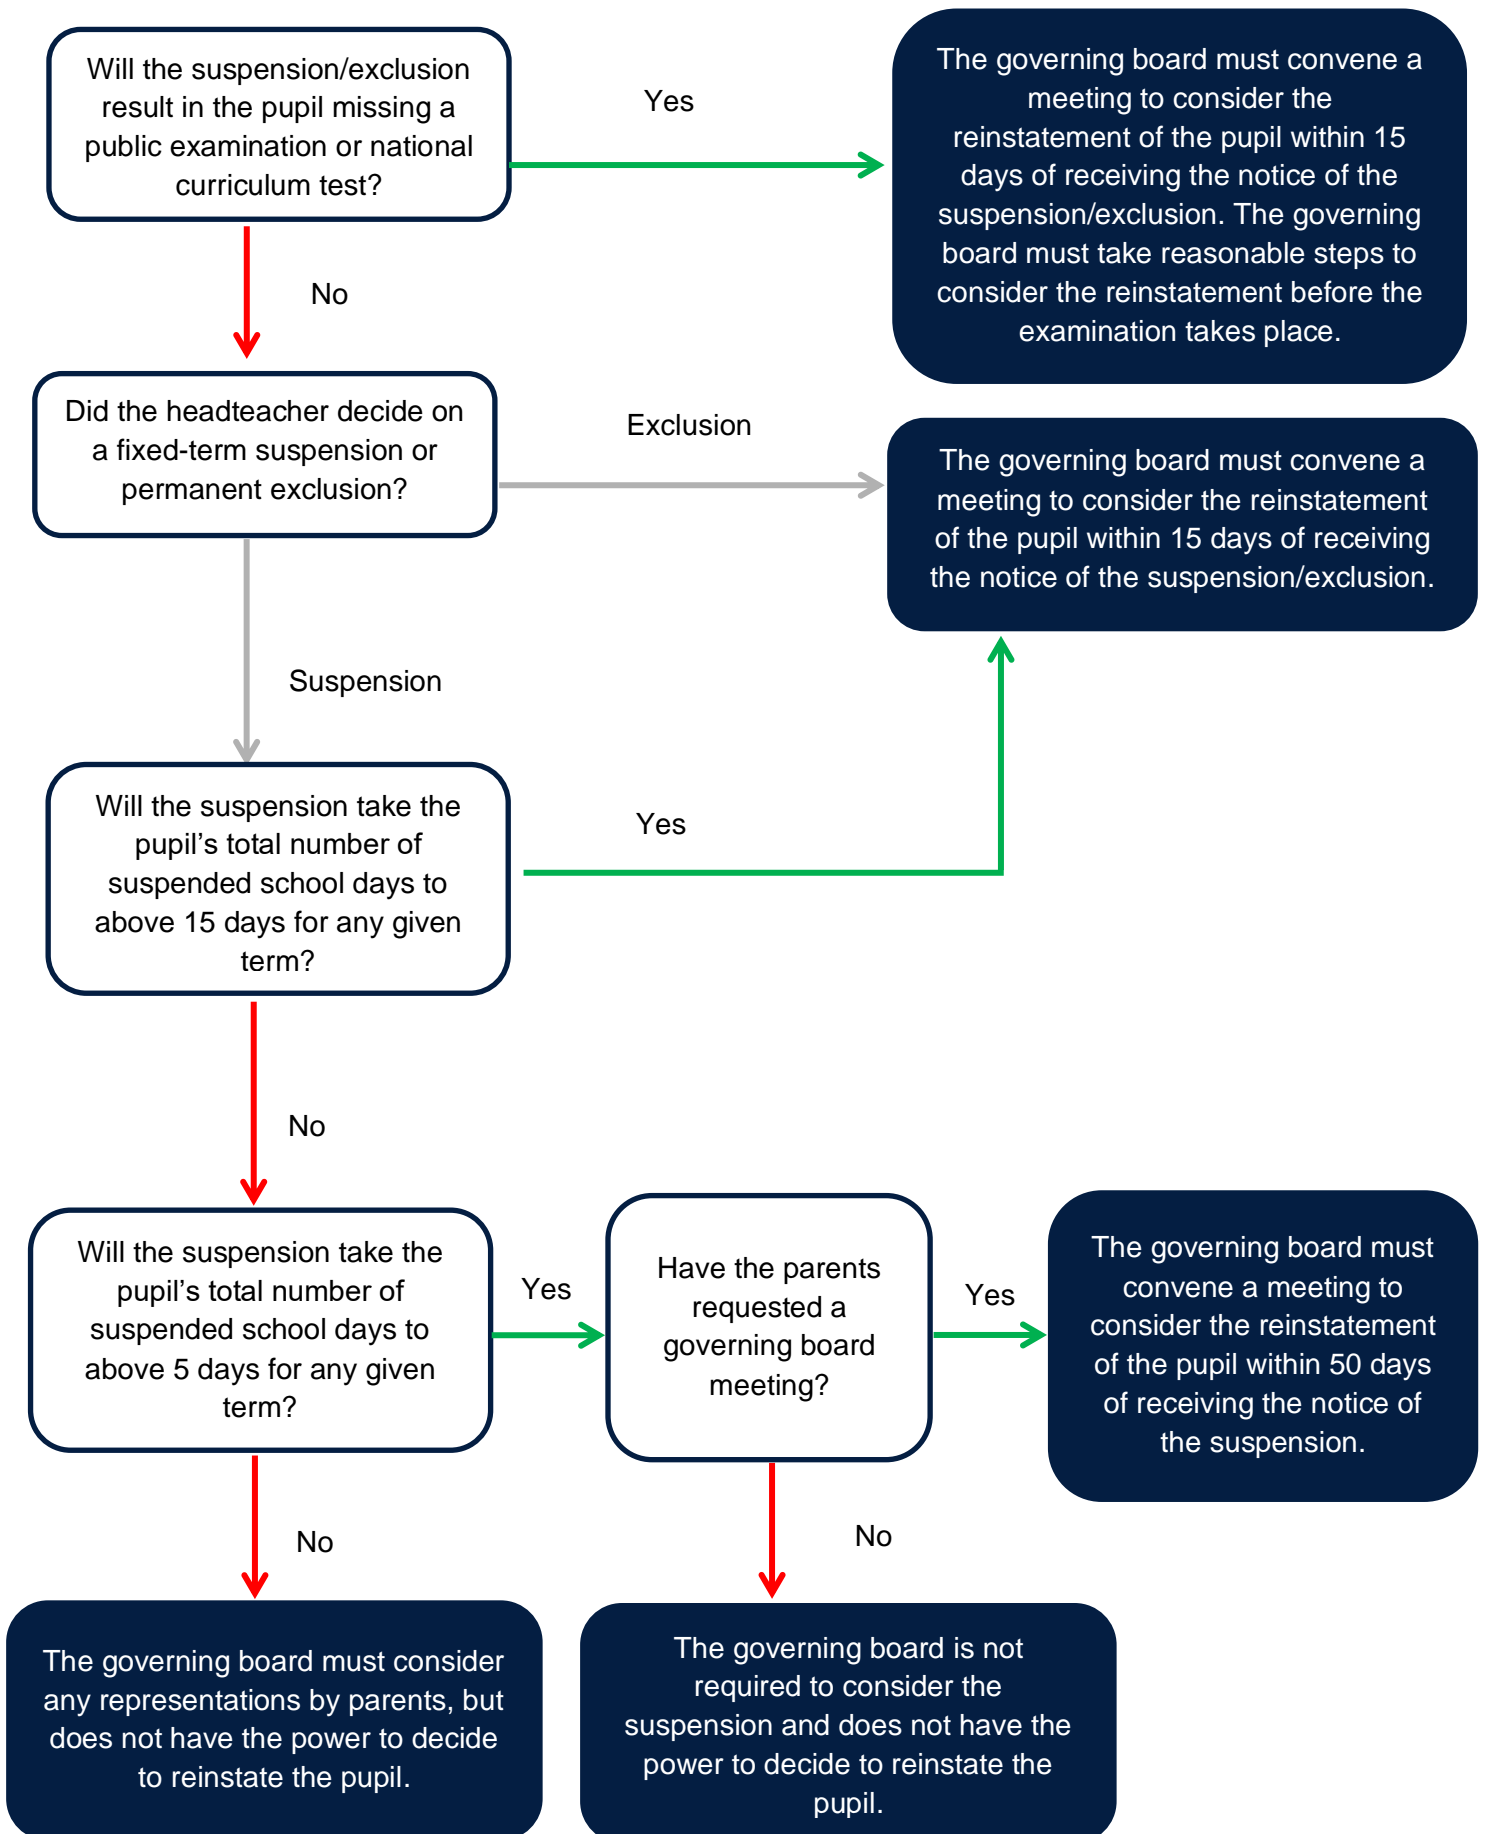 Will the suspension/exclusion
result in the pupil missing a
public examination or national
curriculum test?
Yes
The governing board must convene a
meeting to consider the
reinstatement of the pupil within 15
days of receiving the notice of the
suspension/exclusion. The governing
board must take reasonable steps to
consider the reinstatement before the
examination takes place.
No
Did the headteacher decide on
a fixed-term suspension or
permanent exclusion?
Exclusion
The governing board must convene a
meeting to consider the reinstatement
of the pupil within 15 days of receiving
the notice of the suspension/exclusion.
Suspension
Will the suspension take the
pupil’s total number of
suspended school days to
above 15 days for any given
term?
Yes
No
Will the suspension take the
pupil’s total number of
suspended school days to
above 5 days for any given
term?
Yes
Have the parents
requested a
governing board
meeting?
Yes
The governing board must
convene a meeting to
consider the reinstatement
of the pupil within 50 days
of receiving the notice of
the suspension.
No
No
The governing board must consider
any representations by parents, but
does not have the power to decide
to reinstate the pupil.
The governing board is not
required to consider the
suspension and does not have the
power to decide to reinstate the
pupil.